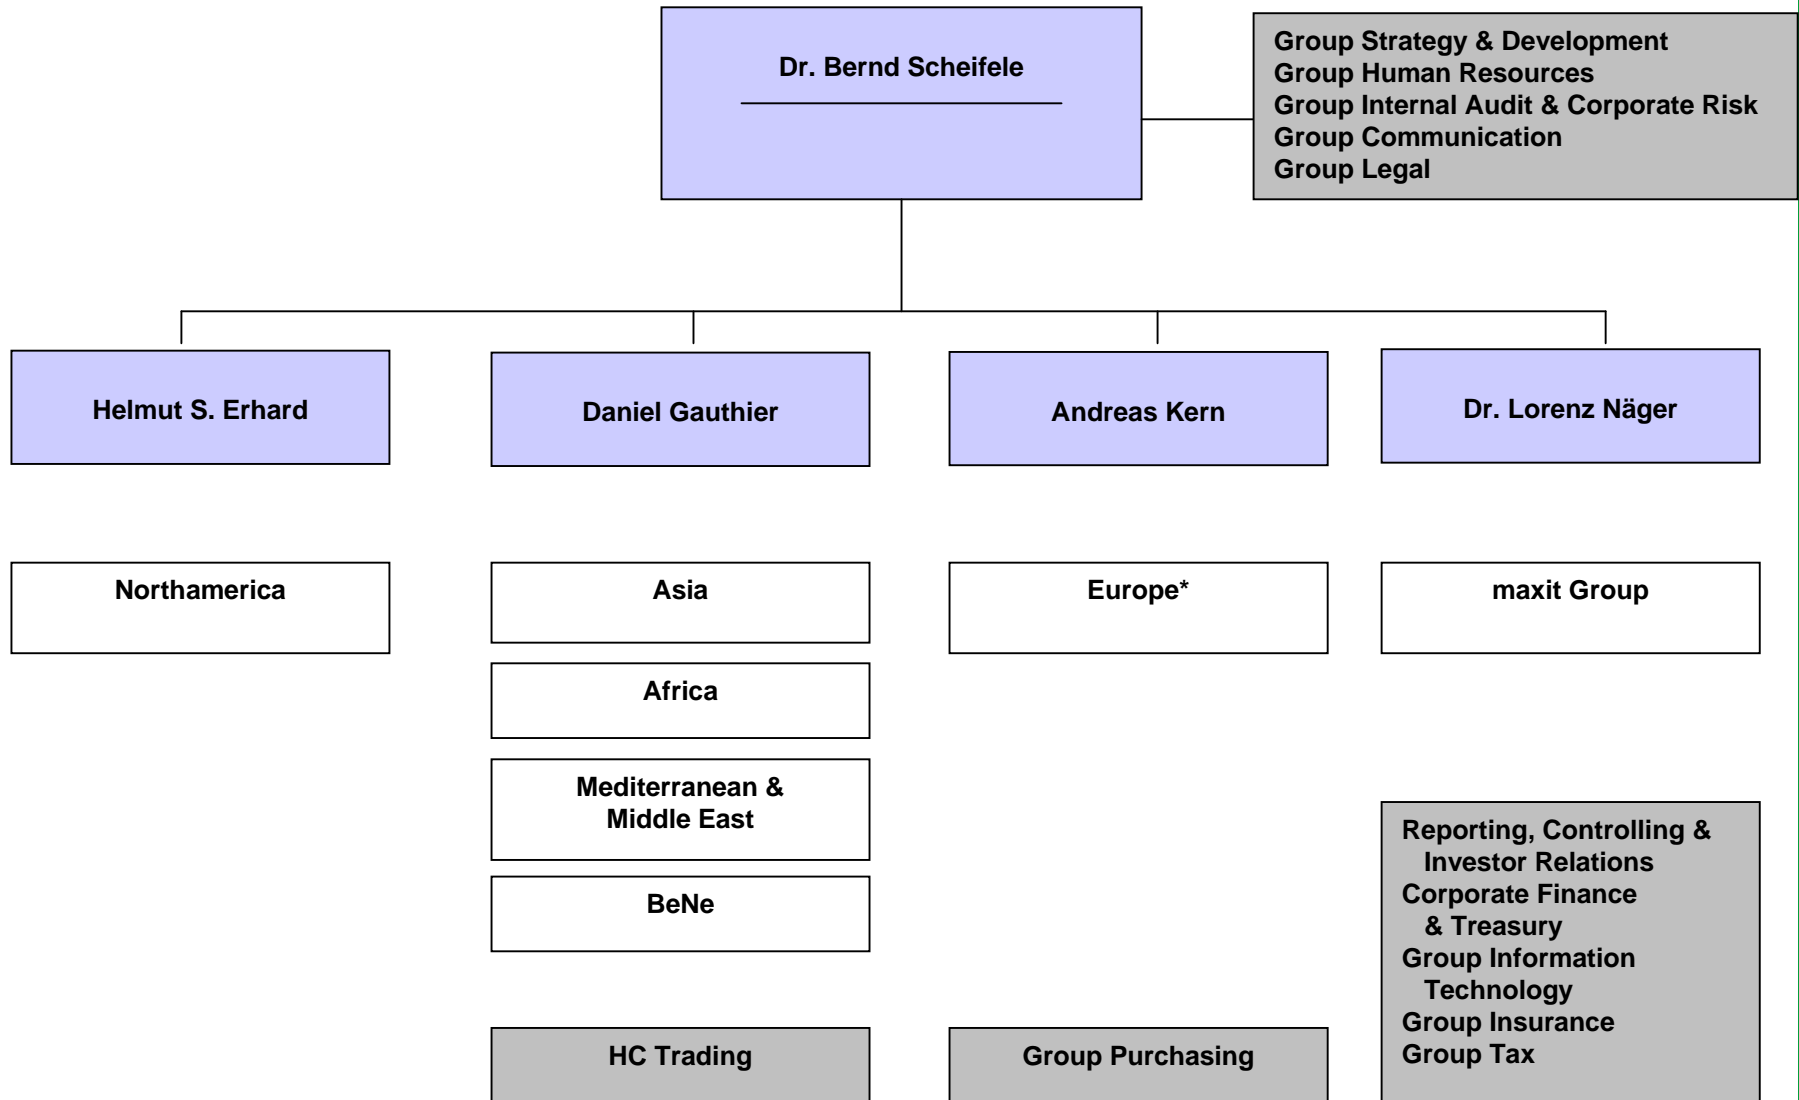 Dr. Bernd Scheifele
Group Strategy & Development
Group Human Resources
Group Internal Audit & Corporate Risk
Group Communication
Group Legal
Helmut S. Erhard
Daniel Gauthier
Andreas Kern
Dr. Lorenz Näger
Northamerica
Asia
Europe*
maxit Group
Africa
Mediterranean &
Middle East
BeNe
Reporting, Controlling &
Investor Relations
Corporate Finance
& Treasury
Group Information
Technology
Group Insurance
Group Tax
HC Trading
Group Purchasing